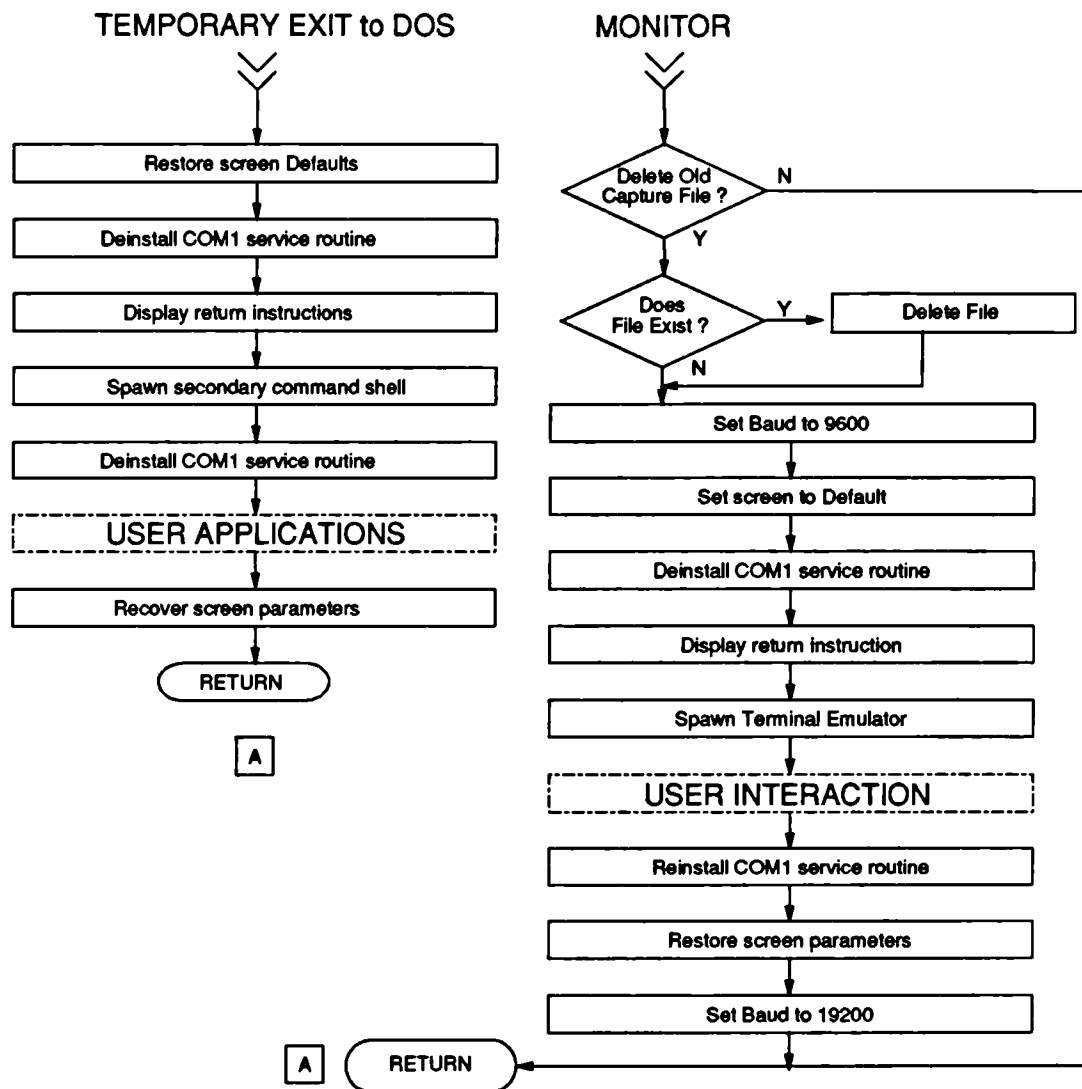 TEMPORARY EXIT to DOS
Restore screen Defaults
Deinstall COM1 service routine
Display return instructions
Spawn secondary command shell
Deinstall COM1 service routine
USER APPLICATIONS
Recover screen parameters
RETURN
A
MONITOR
Delete Old
Capture File ?
N
Y
Does
File Exist ?
Y
Delete File
N
Set Baud to 9600
Set screen to Default
Deinstall COM1 service routine
Display return instruction
Spawn Terminal Emulator
USER INTERACTION
Reinstall COM1 service routine
Restore screen parameters
Set Baud to 19200
A
RETURN